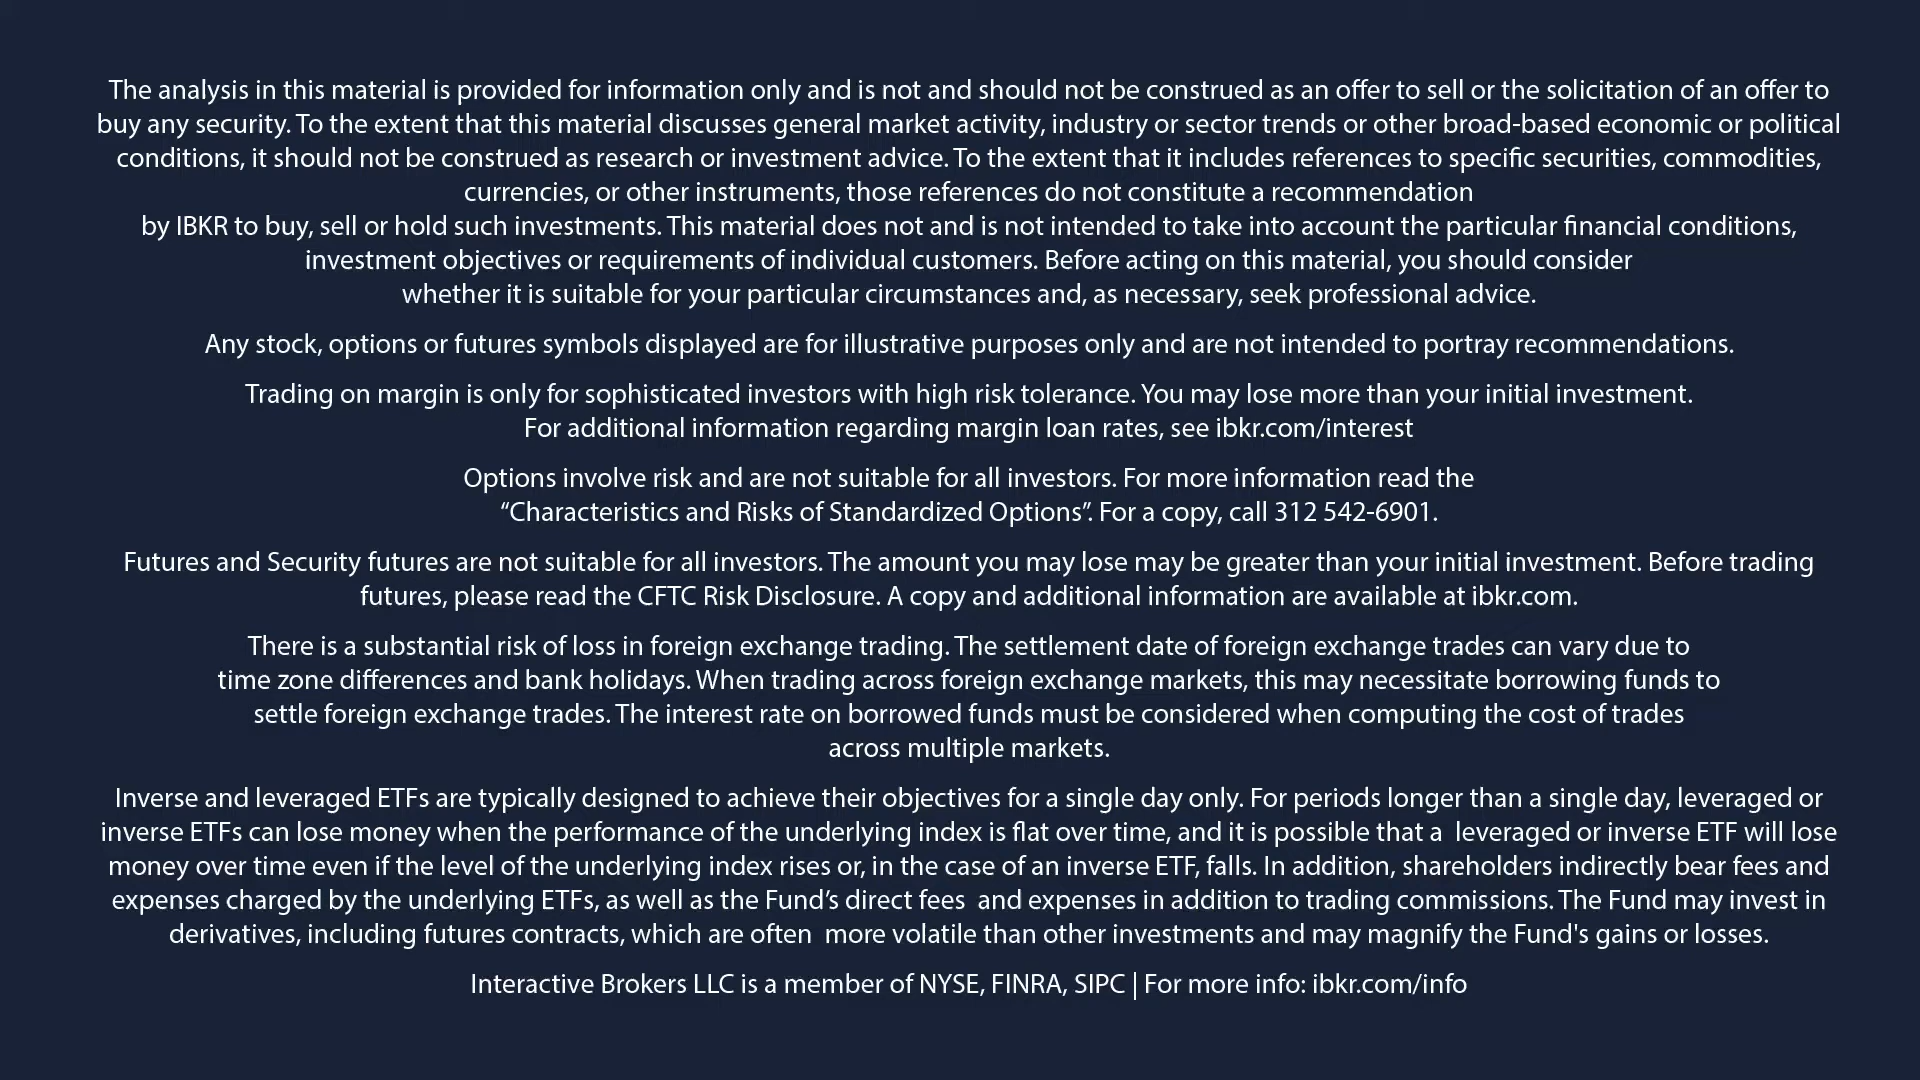 The analysis in this material is provided for information only and is not and should not be construed as an offer to sell or the solicitation of an offer to
buy any security. To the extent that this material discusses general market activity, industry or sector trends or other broad-based economic or political
conditions, it should not be construed as research or investment advice. To the extent that it includes references to specific securities, commodities,
currencies, or other instruments, those references do not constitute a recommendation
by IBKR to buy, sell or hold such investments. This material does not and is not intended to take into account the particular financial conditions,
investment objectives or requirements of individual customers. Before acting on this material, you should consider
whether it is suitable for your particular circumstances and, as necessary, seek professional advice.
Any stock, options or futures symbols displayed are for illustrative purposes only and are not intended to portray recommendations.
Trading on margin is only for sophisticated investors with high risk tolerance. You may lose more than your initial investment.
For additional information regarding margin loan rates, see ibkr.com/interest
Options involve risk and are not suitable for all investors. For more information read the
“Characteristics and Risks of Standardized Options”. For a copy, call 312 542-6901.
Futures and Security futures are not suitable for all investors. The amount you may lose may be greater than your initial investment. Before trading
futures, please read the CFTC Risk Disclosure. A copy and additional information are available at ibkr.com.
There is a substantial risk of loss in foreign exchange trading. The settlement date of foreign exchange trades can vary due to
time zone differences and bank holidays. When trading across foreign exchange markets, this may necessitate borrowing funds to
settle foreign exchange trades. The interest rate on borrowed funds must be considered when computing the cost of trades
across multiple markets.
Inverse and leveraged ETFs are typically designed to achieve their objectives for a single day only. For periods longer than a single day, leveraged or
inverse ETFs can lose money when the performance of the underlying index is flat over time, and it is possible that a  leveraged or inverse ETF will lose
money over time even if the level of the underlying index rises or, in the case of an inverse ETF, falls. In addition, shareholders indirectly bear fees and
expenses charged by the underlying ETFs, as well as the Fund’s direct fees  and expenses in addition to trading commissions. The Fund may invest in
derivatives, including futures contracts, which are often  more volatile than other investments and may magnify the Fund's gains or losses.
Interactive Brokers LLC is a member of NYSE, FINRA, SIPC | For more info: ibkr.com/info